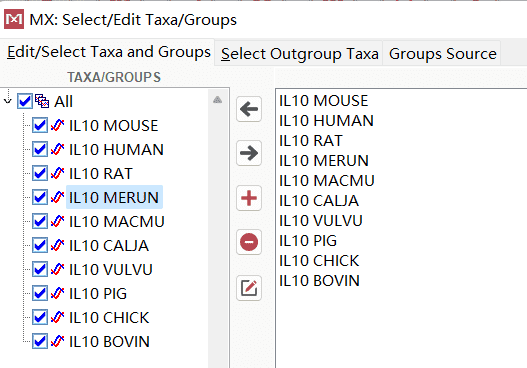 MX: Select/Edit Taxa/Groups
Edit/Select Taxa and Groups Select Outgroup Taxa Groups Source
TAXA/GROUPS
All
IL10 MOUSE
IL10 HUMAN
IL10 RAT
IL10 MERUN
IL10 MACMU
IL10 CALJA
IL10 VULVU
IL10 PIG
IL10 CHICK
IL10 BOVIN
IL10 MOUSE
IL10 HUMAN
IL10 RAT
IL10 MERUN
IL10 MACMU
IL10 CALJA
IL10 VULVU
IL10 PIG
IL10 CHICK
IL10 BOVIN